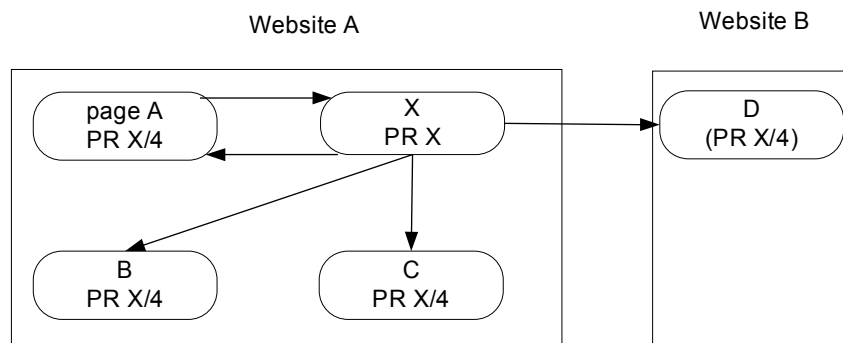 Website A
Website B
page A
PR X/4
X
PR X
D
(PR X/4)
B
PR X/4
C
PR X/4